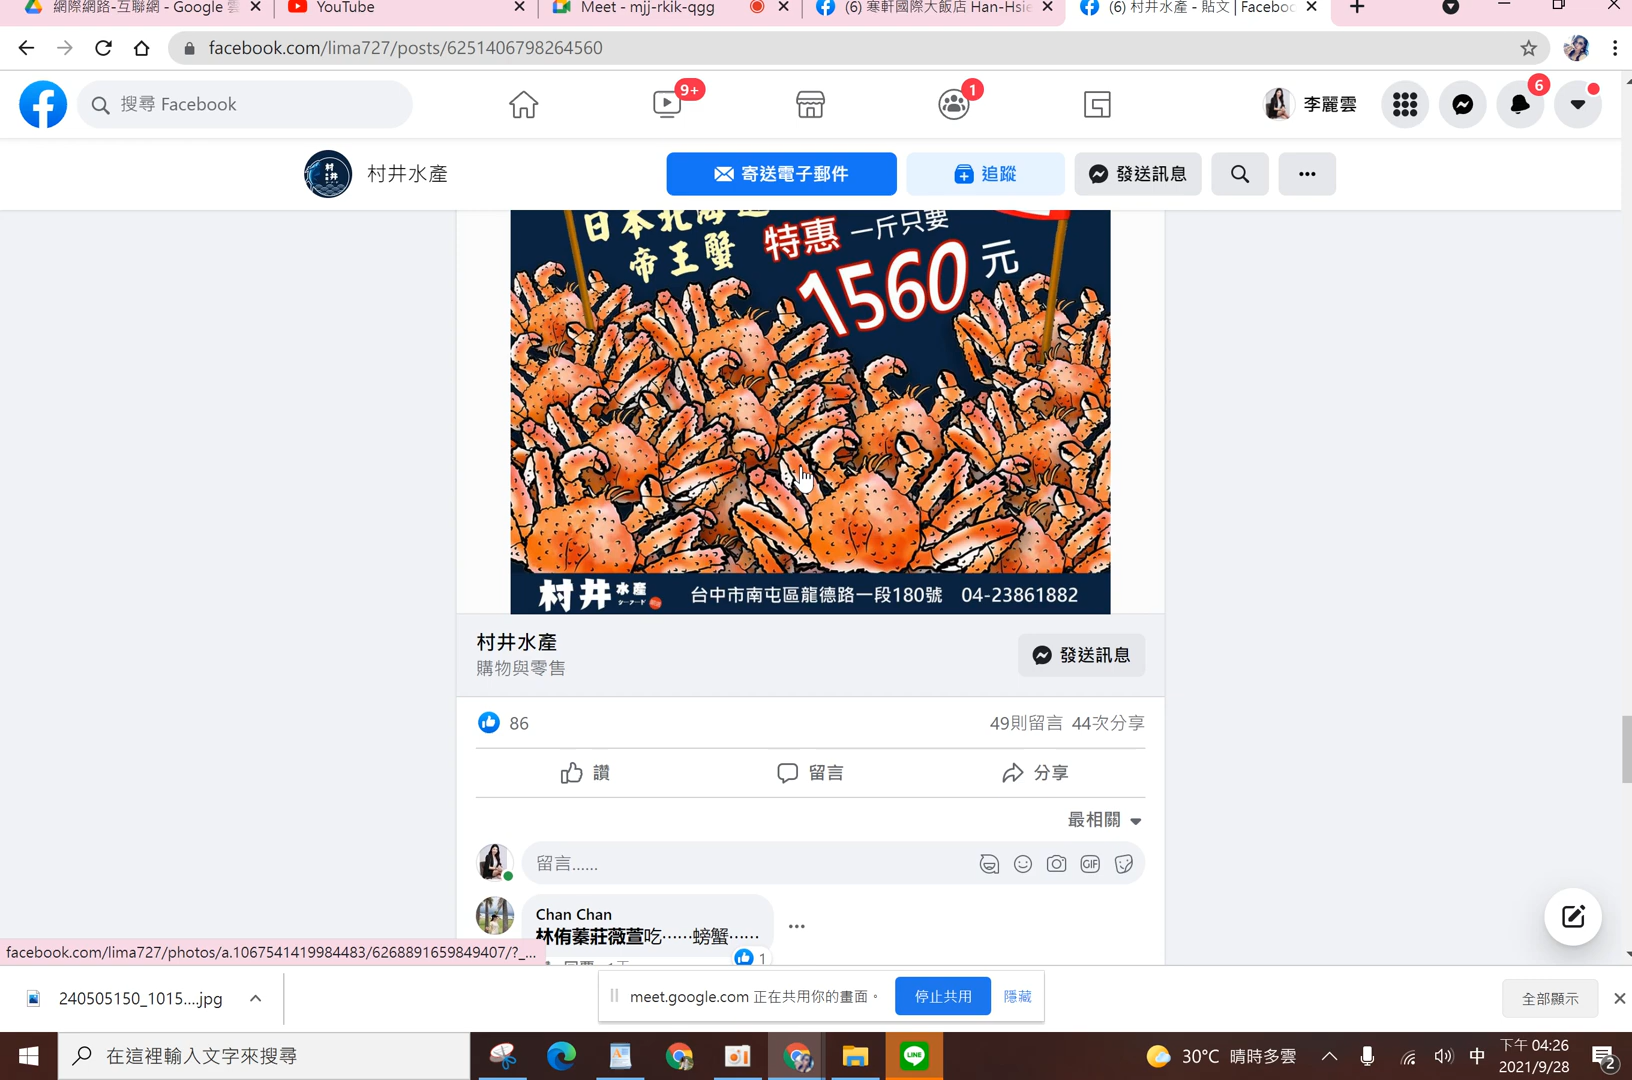 網際網路-互聯網 - Google 雲
YouTube
Meet - mjj-rkik-qgg
(6) 寒軒國際大飯店 Han-Hsie
(6) 村井水產 - 貼文 | Faceboo
facebook.com/lima727/posts/6251406798264560
搜尋 Facebook
9+
1
李麗雲
6
村井水產
寄送電子郵件
追蹤
發送訊息
日本北海道
帝王蟹
特惠
一斤只要
1560元
村井水產
台中市南屯區龍德路一段180號 04-23861882
村井水產
購物與零售
發送訊息
86
49則留言 44次分享
讚
留言
分享
最相關
留言......
GIF
Chan Chan
林侑蓁莊薇萱吃⋯⋯螃蟹⋯⋯
1
facebook.com/lima727/photos/a.1067541419984483/6268891659849407/?_...
240505150_1015....jpg
meet.google.com 正在共用你的畫面。
停止共用
隱藏
全部顯示
在這裡輸入文字來搜尋
LINE
30°C 晴時多雲
中
下午 04:26
2021/9/28
2